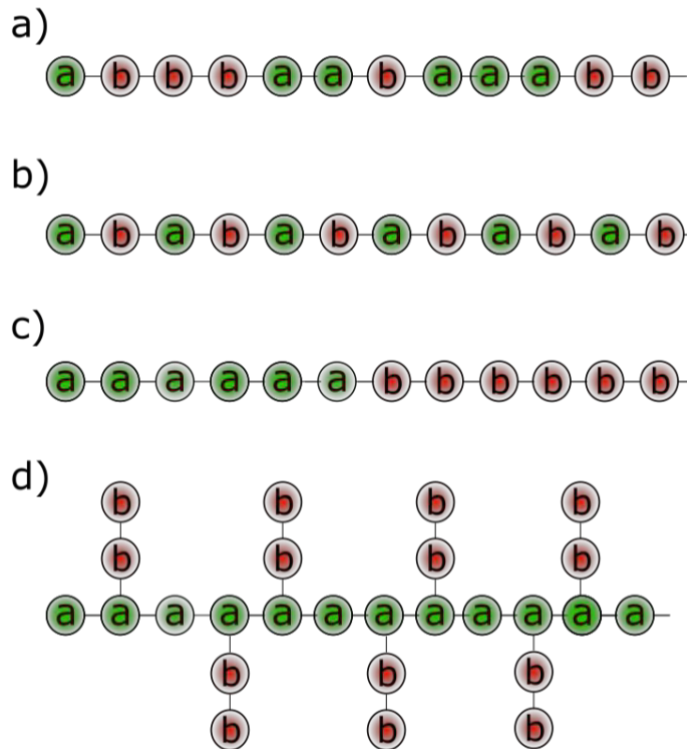 a)
a b b b a a b a a a b b
b)
a b a b a b a b a b a b
c)
a a a a a a b b b b b b
d)
b b b b
b b b b
a a a a a a a a a a a a
b b b
b b b